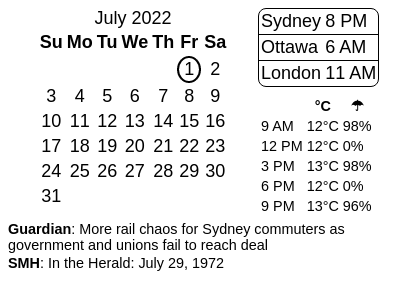 July 2022
Su Mo Tu We Th Fr Sa
1 2
3 4 5 6 7 8 9
10 11 12 13 14 15 16
17 18 19 20 21 22 23
24 25 26 27 28 29 30
31
Sydney 8 PM
Ottawa 6 AM
London 11 AM
°C ☂
9 AM 12°C 98%
12 PM 12°C 0%
3 PM 13°C 98%
6 PM 12°C 0%
9 PM 13°C 96%
Guardian: More rail chaos for Sydney commuters as
government and unions fail to reach deal
SMH: In the Herald: July 29, 1972